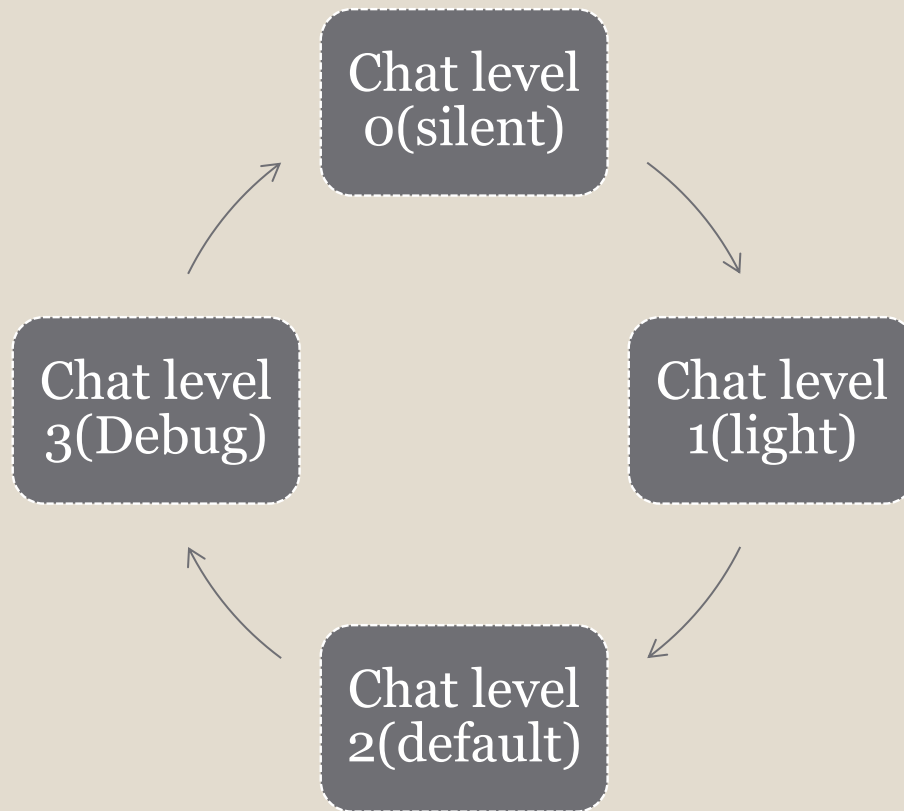 Chat level
0(silent)
Chat level
3(Debug)
Chat level
1(light)
Chat level
2(default)